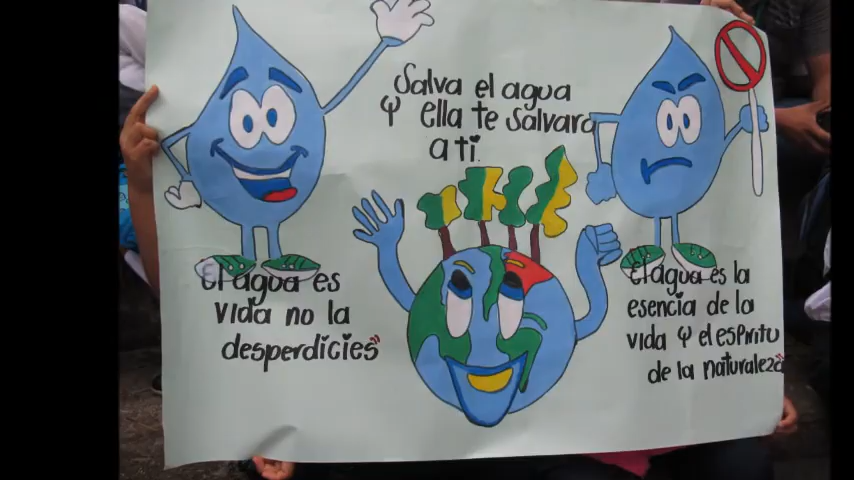 Salva el agua
y ella te salvara
a ti.
El agua es
vida no la
desperdicies"
El agua es la
esencia de la
vida y el espiritu
de la naturaleza